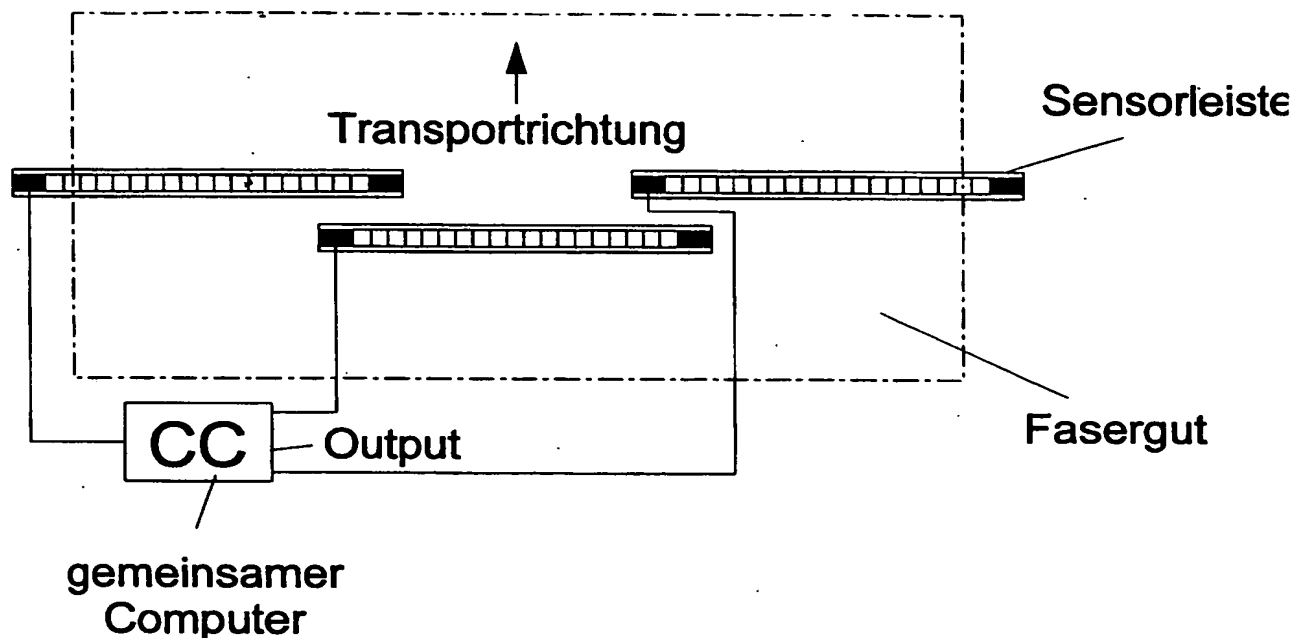 Sensorleiste
Transportrichtung
Fasergut
CC
Output
gemeinsamer
Computer